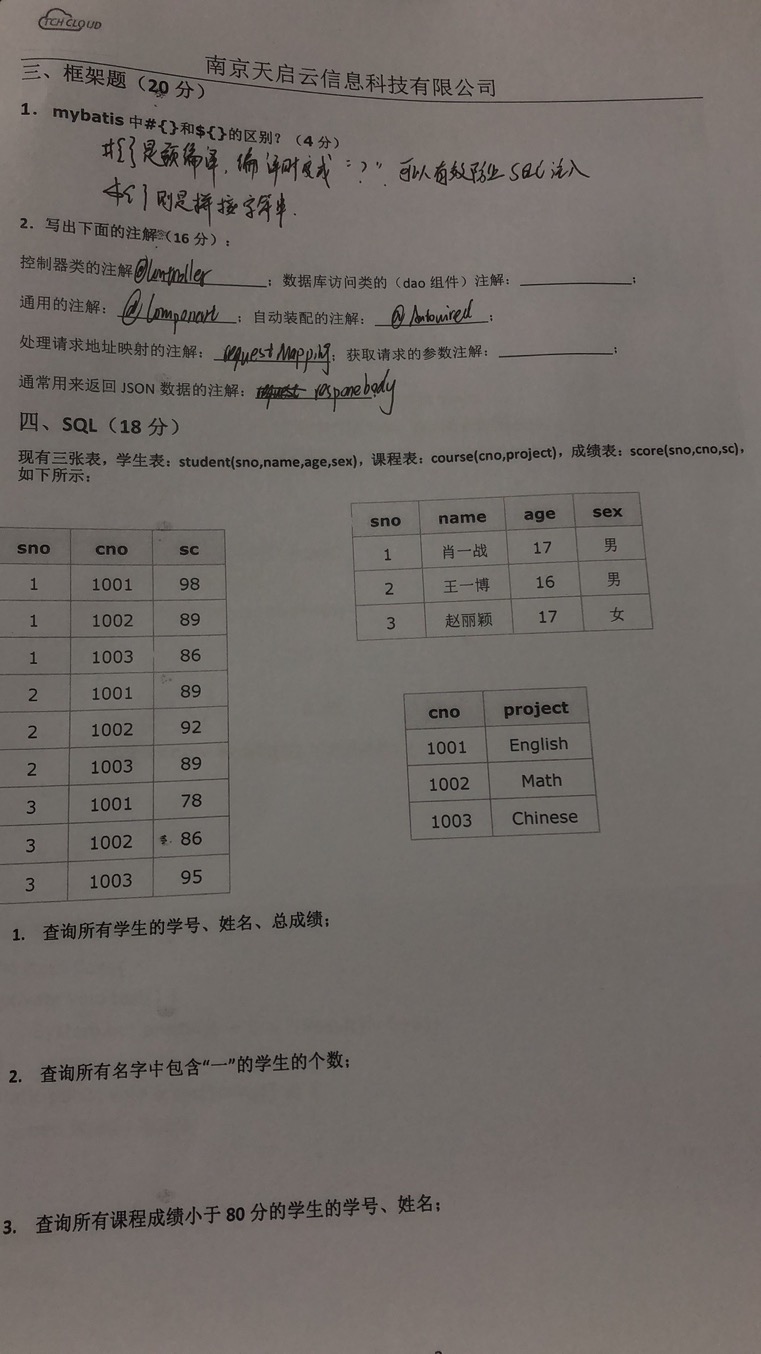 TCH CLOUD
南京天启云信息科技有限公司
三、框架题（20 分）
1. mybatis 中#{}和${}的区别？（4 分）
#{}是预编译，编译时变成“?”，可以有效防止 SQL 注入
${}则是拼接字符串.
2. 写出下面的注解（16 分）:
控制器类的注解@Controller；数据库访问类的（dao 组件）注解：____；
通用的注解：@Component；自动装配的注解：@Autowired；
处理请求地址映射的注解：requestMapping；获取请求的参数注解：____；
通常用来返回 JSON 数据的注解：request responebody
四、SQL（18 分）
现有三张表，学生表：student(sno,name,age,sex)，课程表：course(cno,project)，成绩表：score(sno,cno,sc)，
如下所示：
sno cno sc
1 1001 98
1 1002 89
1 1003 86
2 1001 89
2 1002 92
2 1003 89
3 1001 78
3 1002 86
3 1003 95
sno name age sex
1 肖一战 17 男
2 王一博 16 男
3 赵丽颖 17 女
cno project
1001 English
1002 Math
1003 Chinese
1. 查询所有学生的学号、姓名、总成绩；
2. 查询所有名字中包含“一”的学生的个数；
3. 查询所有课程成绩小于 80 分的学生的学号、姓名；